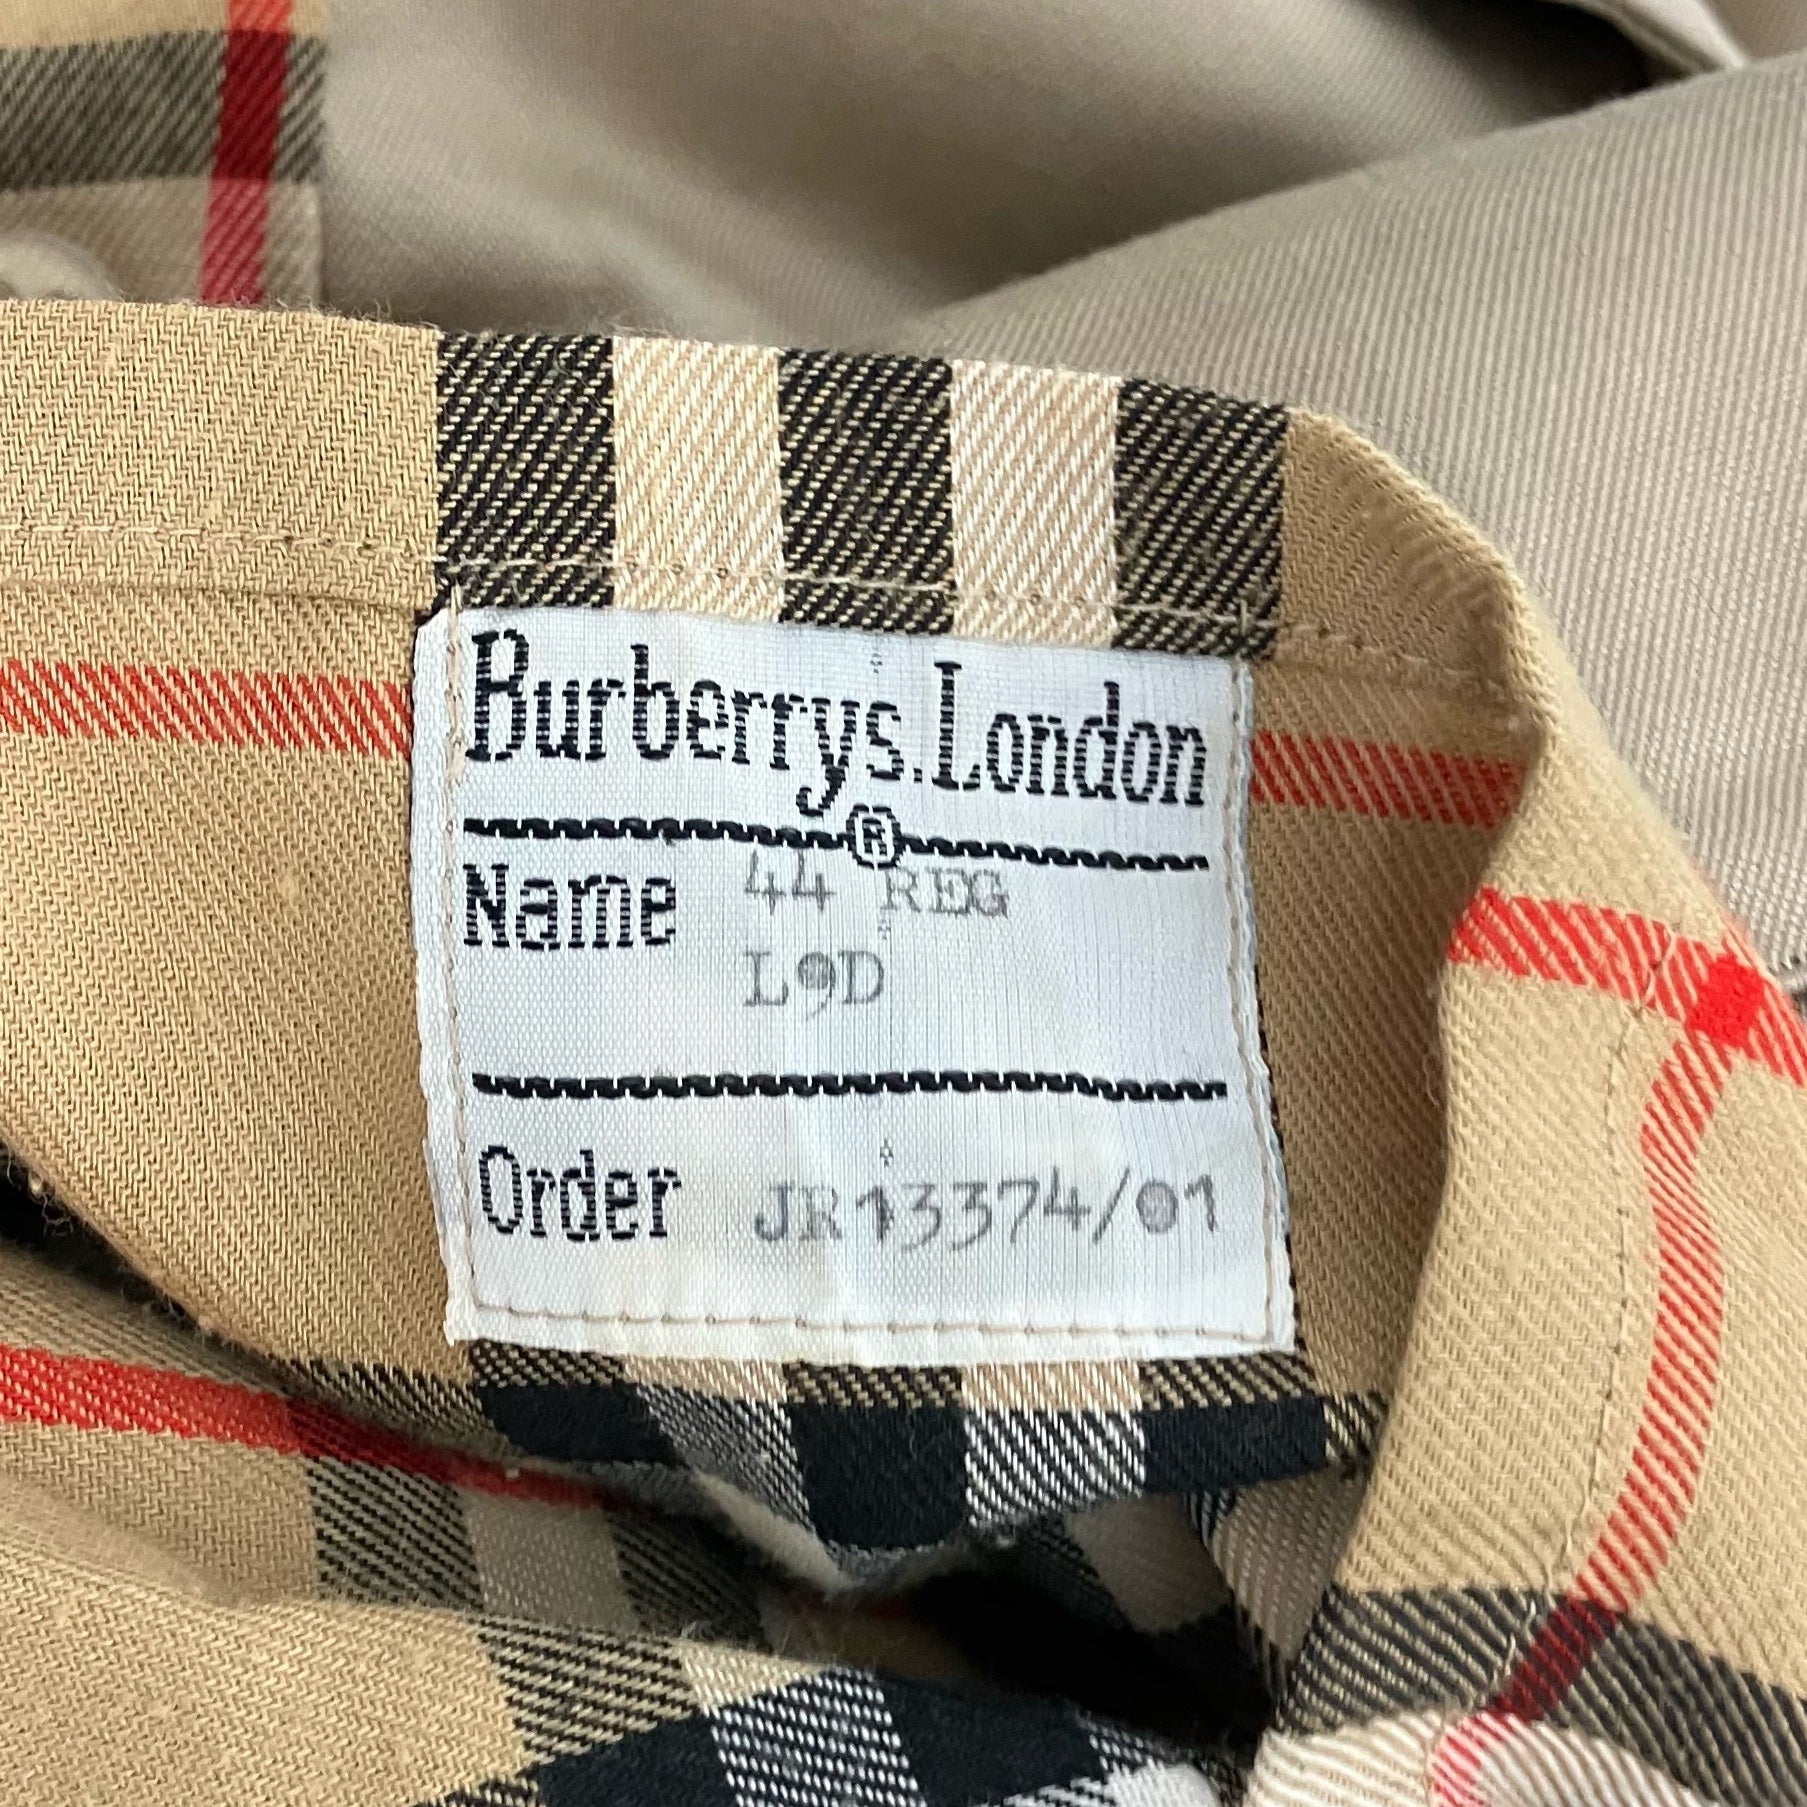 Burberrys.London
®
Name 44 REG
L9D
Order JR13374/01